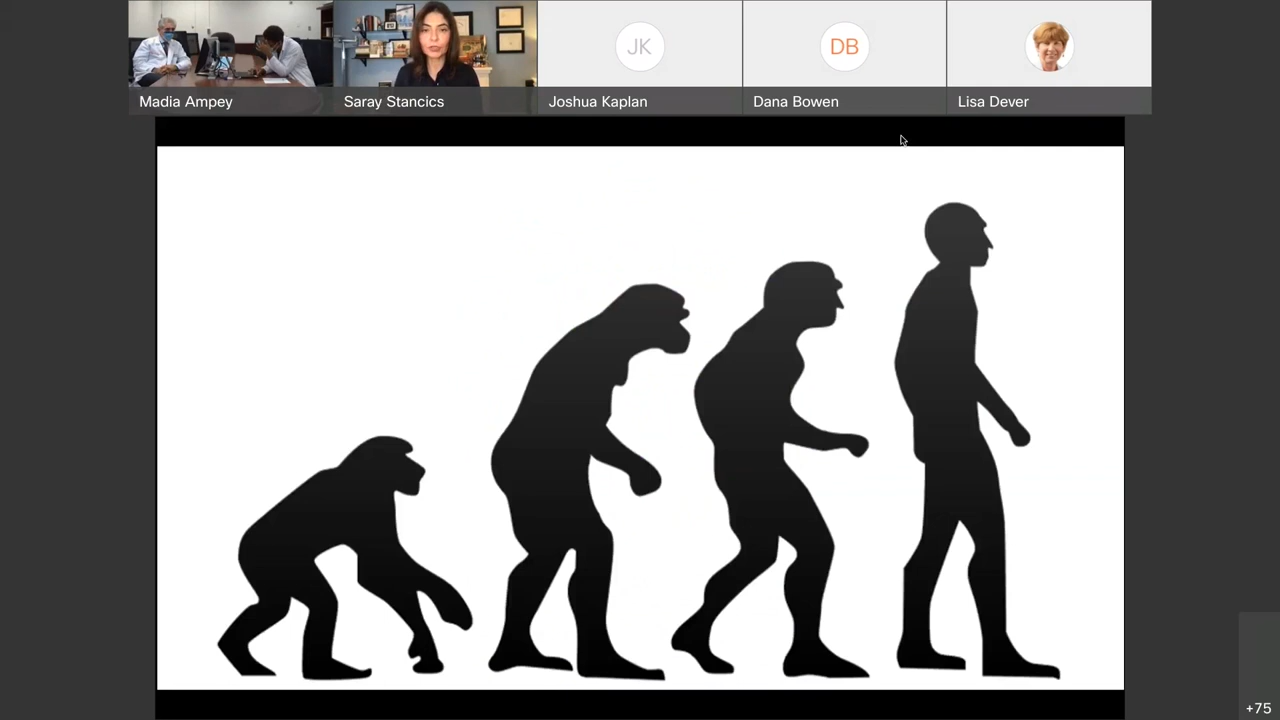 JK
DB
Madia Ampey
Saray Stancics
Joshua Kaplan
Dana Bowen
Lisa Dever
+75